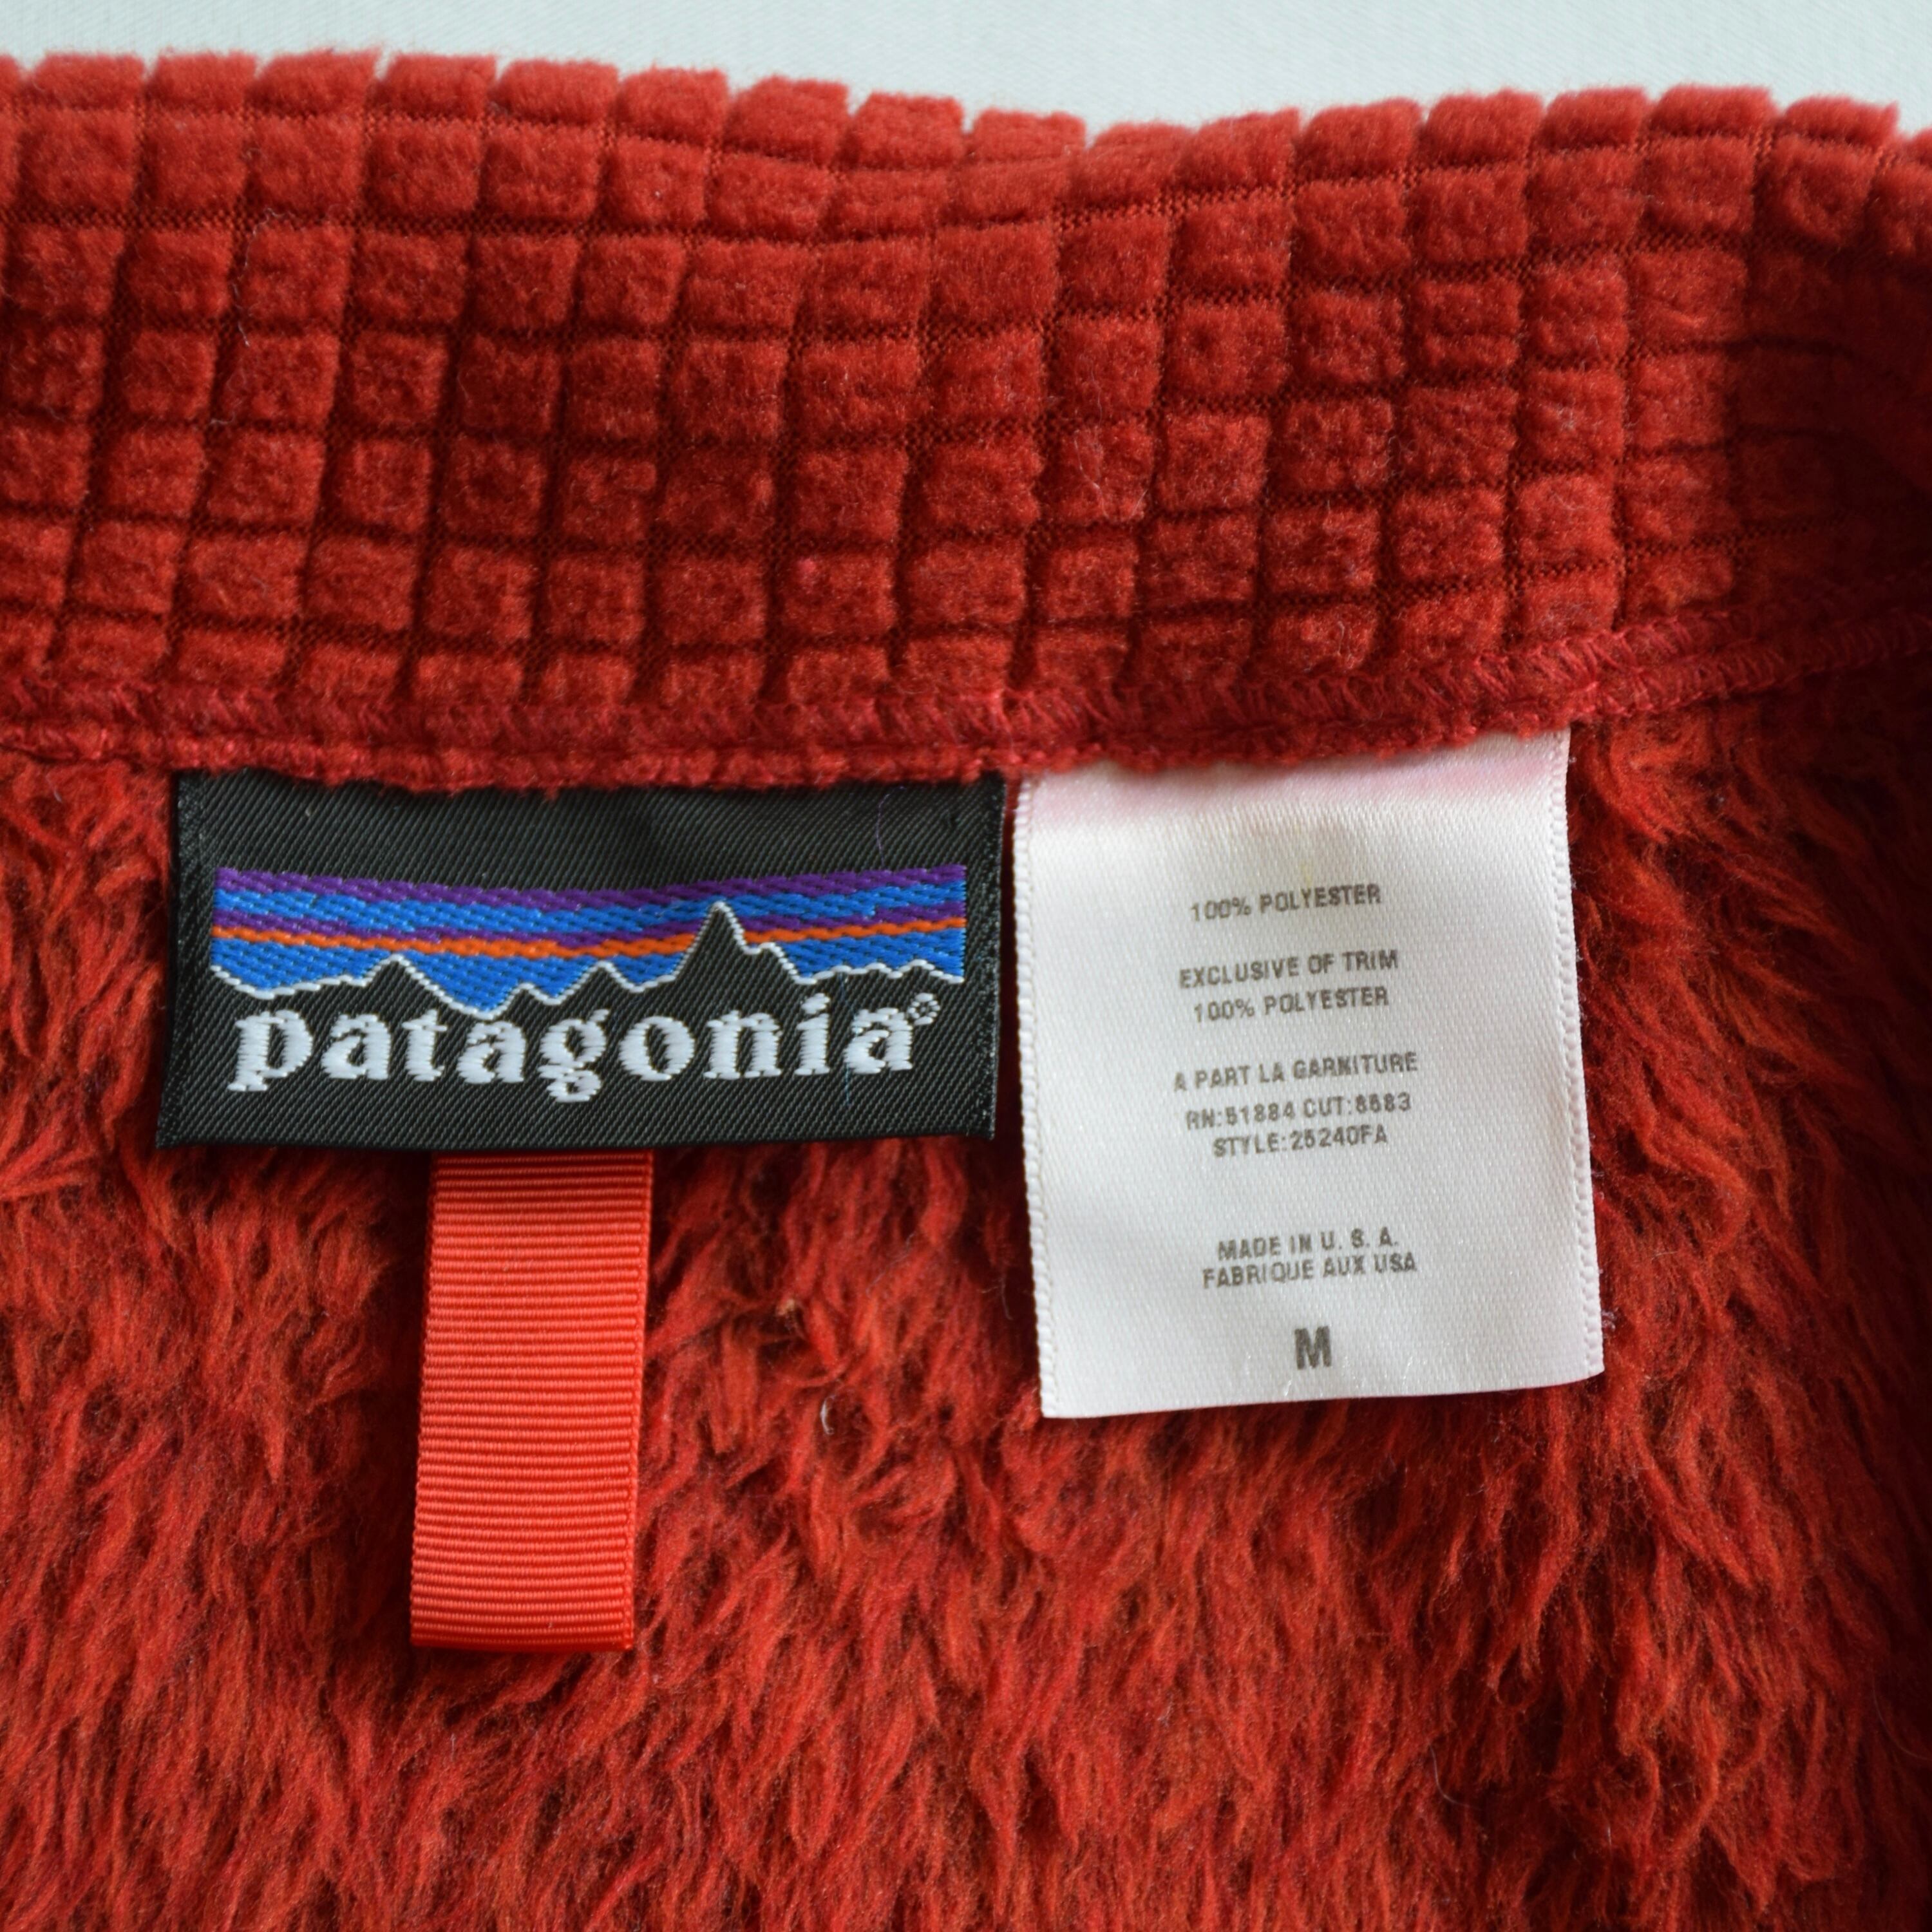 patagonia®
100% POLYESTER
EXCLUSIVE OF TRIM
100% POLYESTER
A PART LA GARNITURE
RN:51884 CUT:8583
STYLE:25240FA
MADE IN U. S. A.
FABRIQUE AUX USA
M